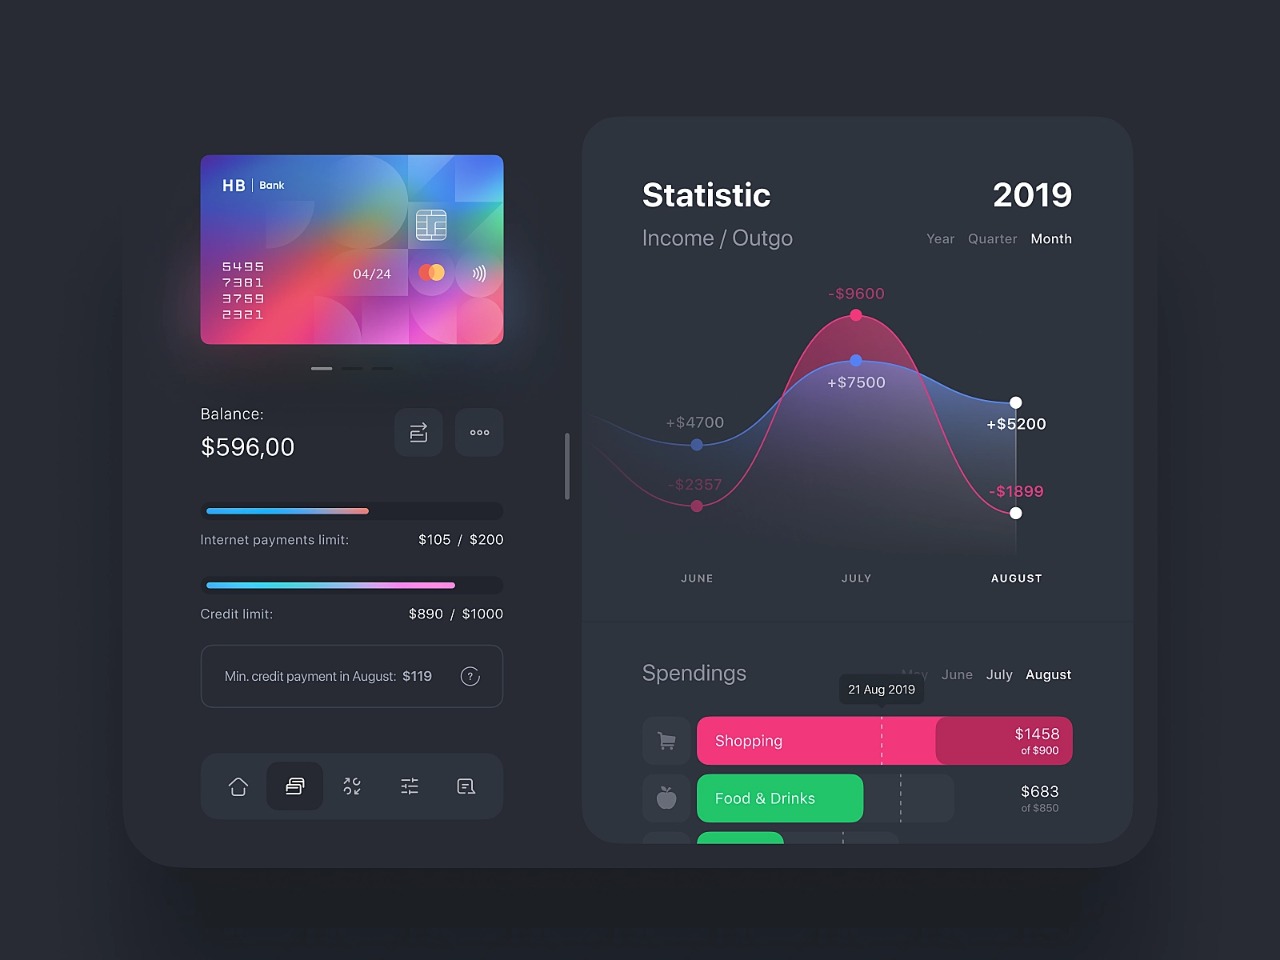 HB | Bank
5495
7381
3759
2321
04/24
Balance:
$596,00
Internet payments limit:
$105 / $200
Credit limit:
$890 / $1000
Min. credit payment in August: $119
?
Statistic
2019
Income / Outgo
Year Quarter Month
-$9600
+$7500
+$4700
+$5200
-$2357
-$1899
JUNE JULY AUGUST
Spendings
May June July August
21 Aug 2019
Shopping
$1458
of $900
Food & Drinks
$683
of $850